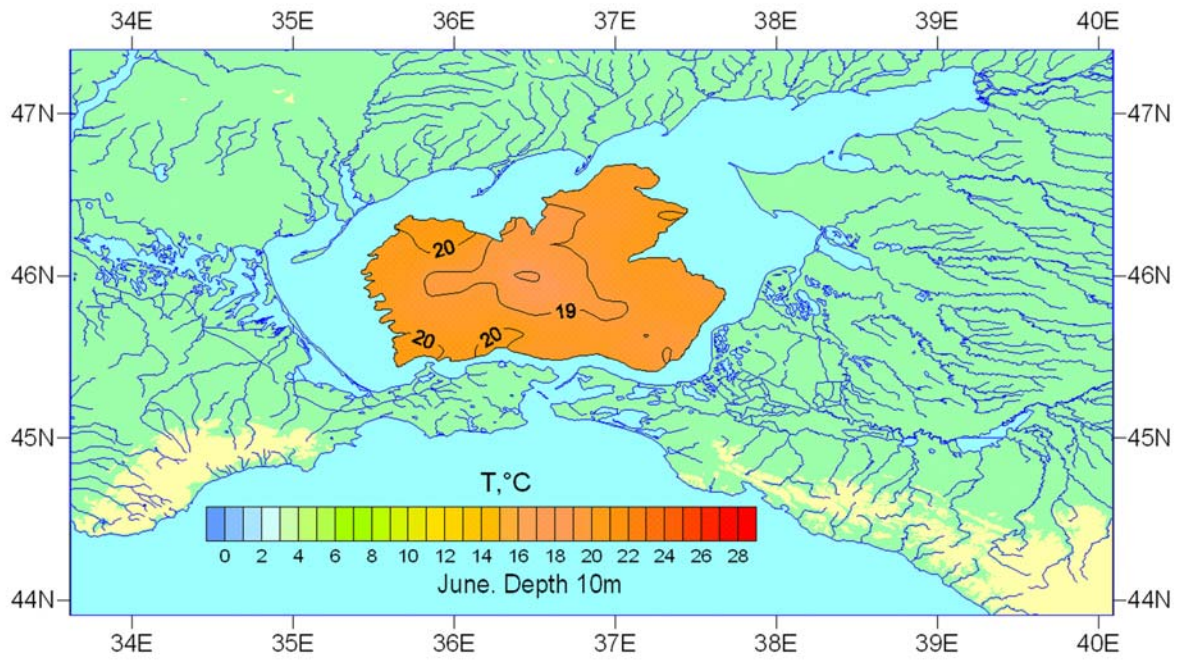 34E 35E 36E 37E 38E 39E 40E
47N 47N
20
46N 46N
19
20 20
45N 45N
T,°C
0 2 4 6 8 10 12 14 16 18 20 22 24 26 28
June. Depth 10m
44N 44N
34E 35E 36E 37E 38E 39E 40E